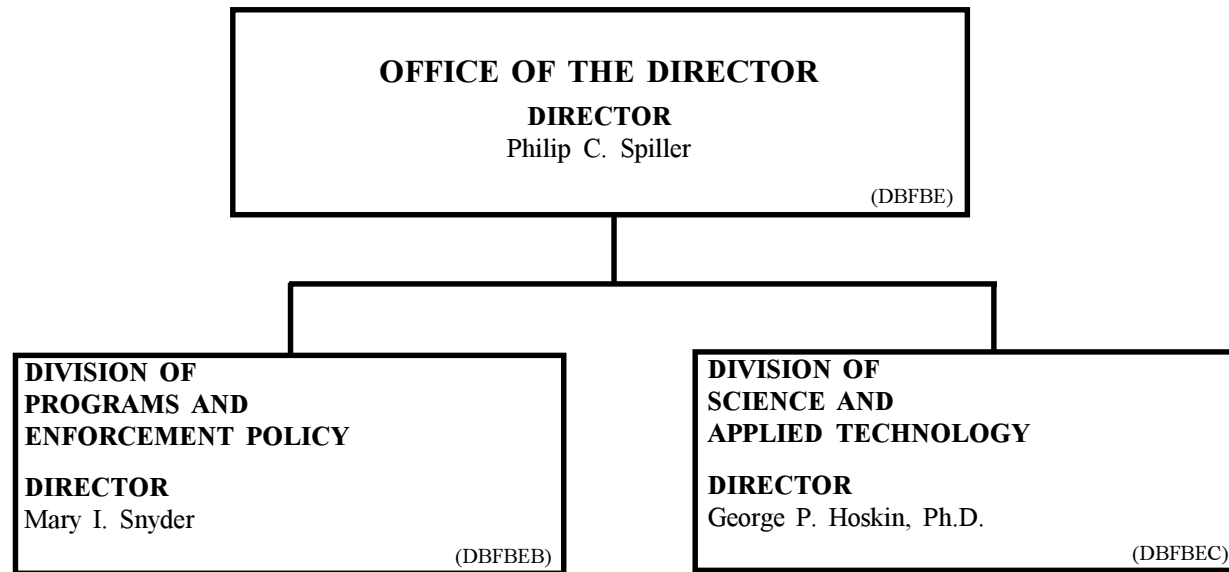 OFFICE OF THE DIRECTOR
DIRECTOR
Philip C. Spiller
(DBFBE)
DIVISION OF
PROGRAMS AND
ENFORCEMENT POLICY
DIRECTOR
Mary I. Snyder
(DBFBEB)
DIVISION OF
SCIENCE AND
APPLIED TECHNOLOGY
DIRECTOR
George P. Hoskin, Ph.D.
(DBFBEC)